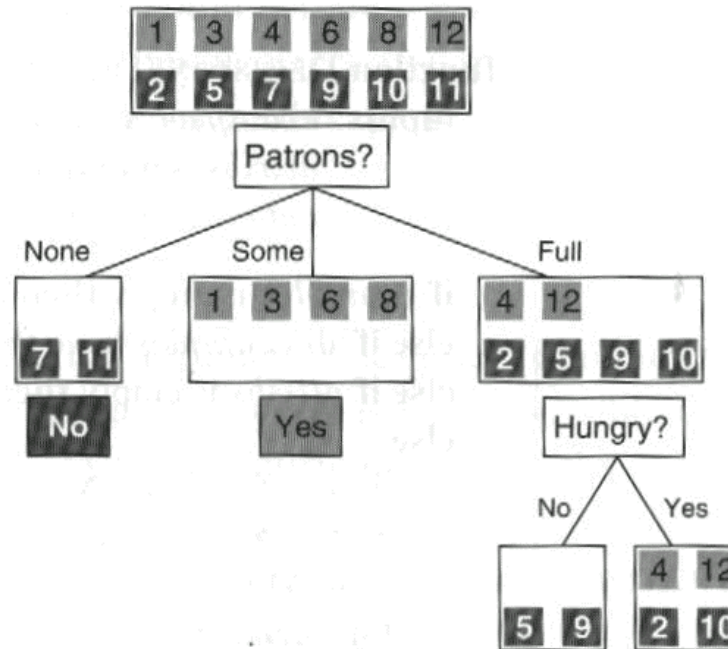 1 3 4 6 8 12
2 5 7 9 10 11
Patrons?
None Some Full
1 3 6 8 4 12
7 11 2 5 9 10
No Yes Hungry?
No Yes
4 12
5 9 2 10